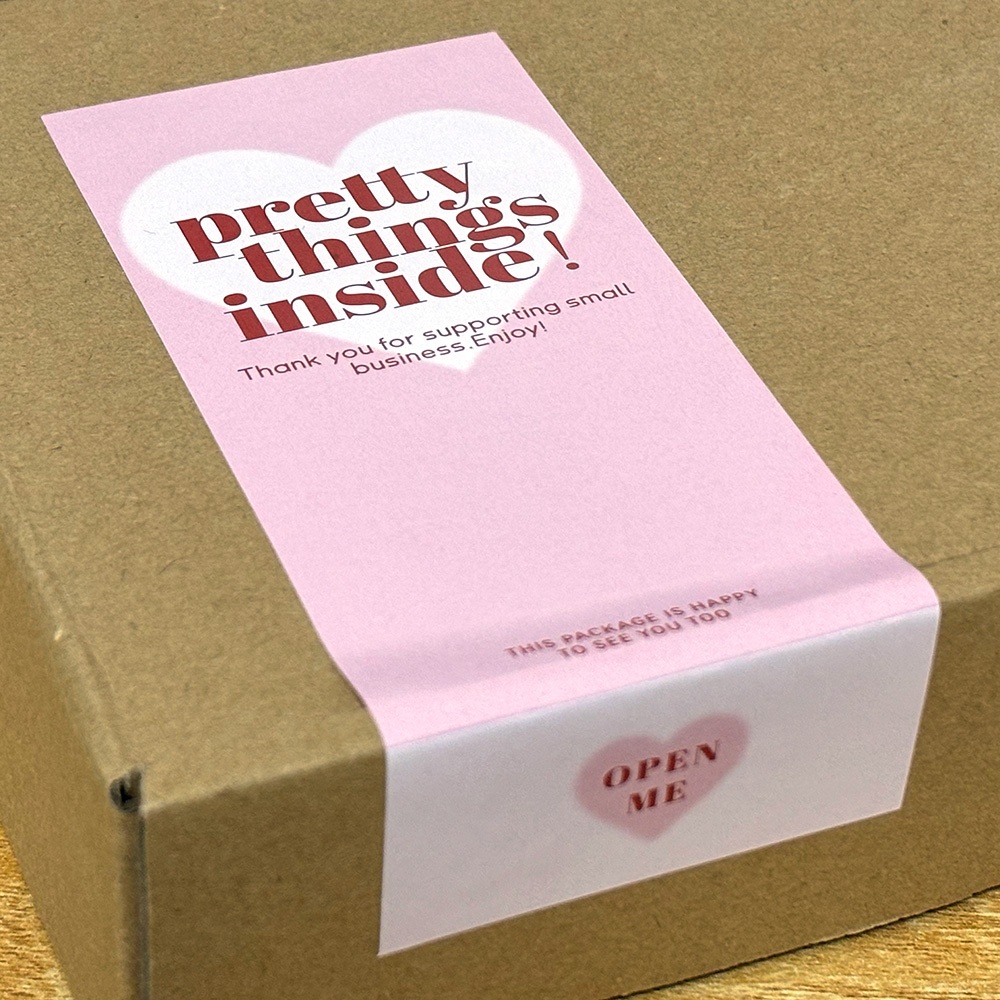 pretty
things
inside!
Thank you for supporting small
business.Enjoy!
THIS PACKAGE IS HAPPY
TO SEE YOU TOO
OPEN
ME